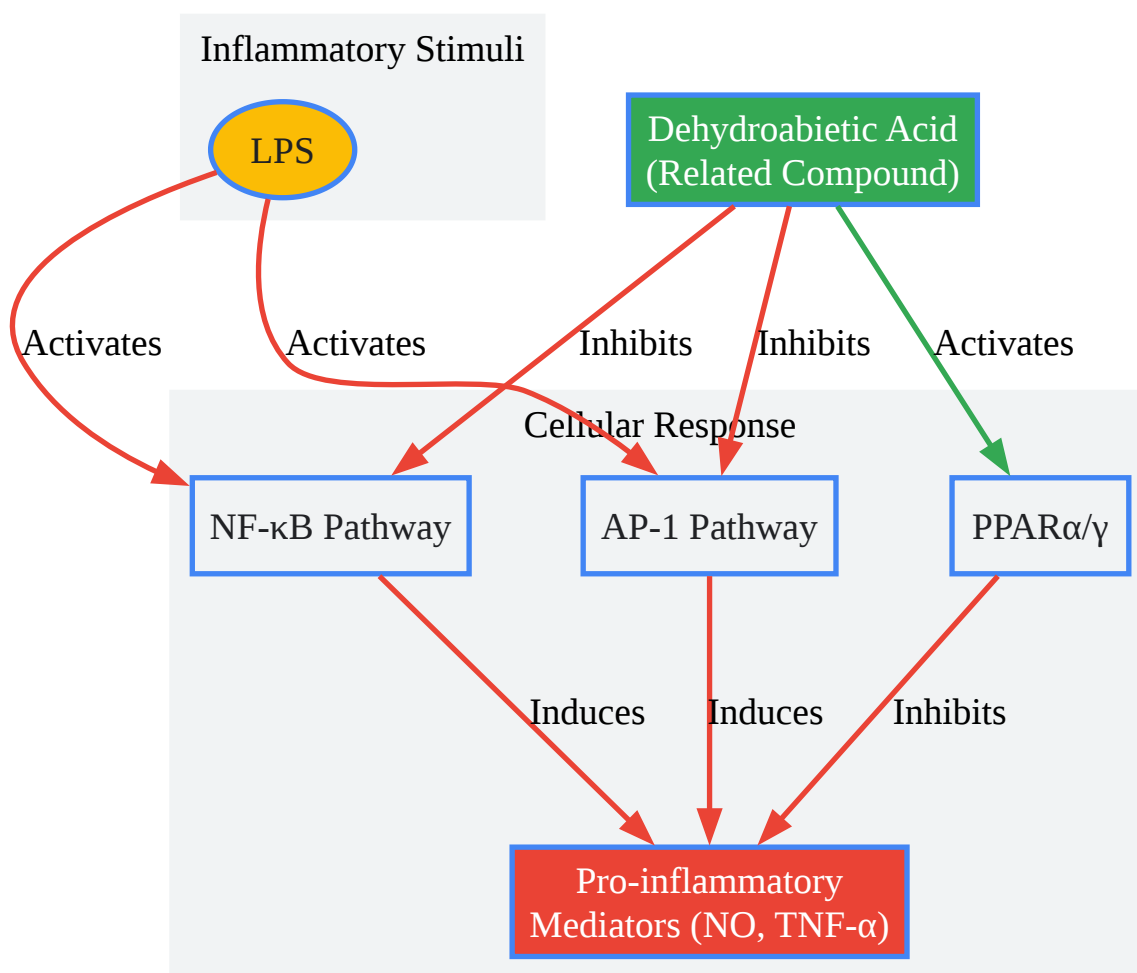 Inflammatory Stimuli
LPS
Dehydroabietic Acid
(Related Compound)
Activates
Activates
Inhibits
Inhibits
Activates
Cellular Response
NF-κB Pathway
AP-1 Pathway
PPARα/γ
Induces
Induces
Inhibits
Pro-inflammatory
Mediators (NO, TNF-α)